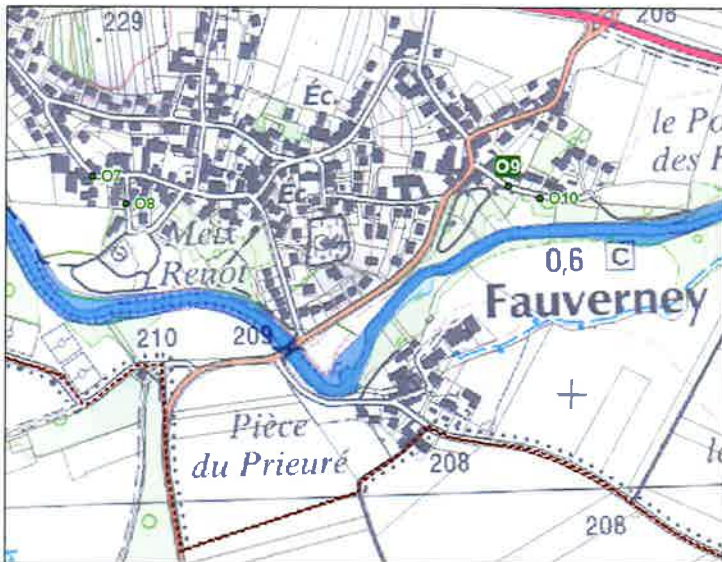 229
208
Éc.
le
des
O9
O7
Éc.
O10
O8
Meix
Renot
0,6
C
Fauverney
210
209
Pièce
du Prieuré
208
le
208